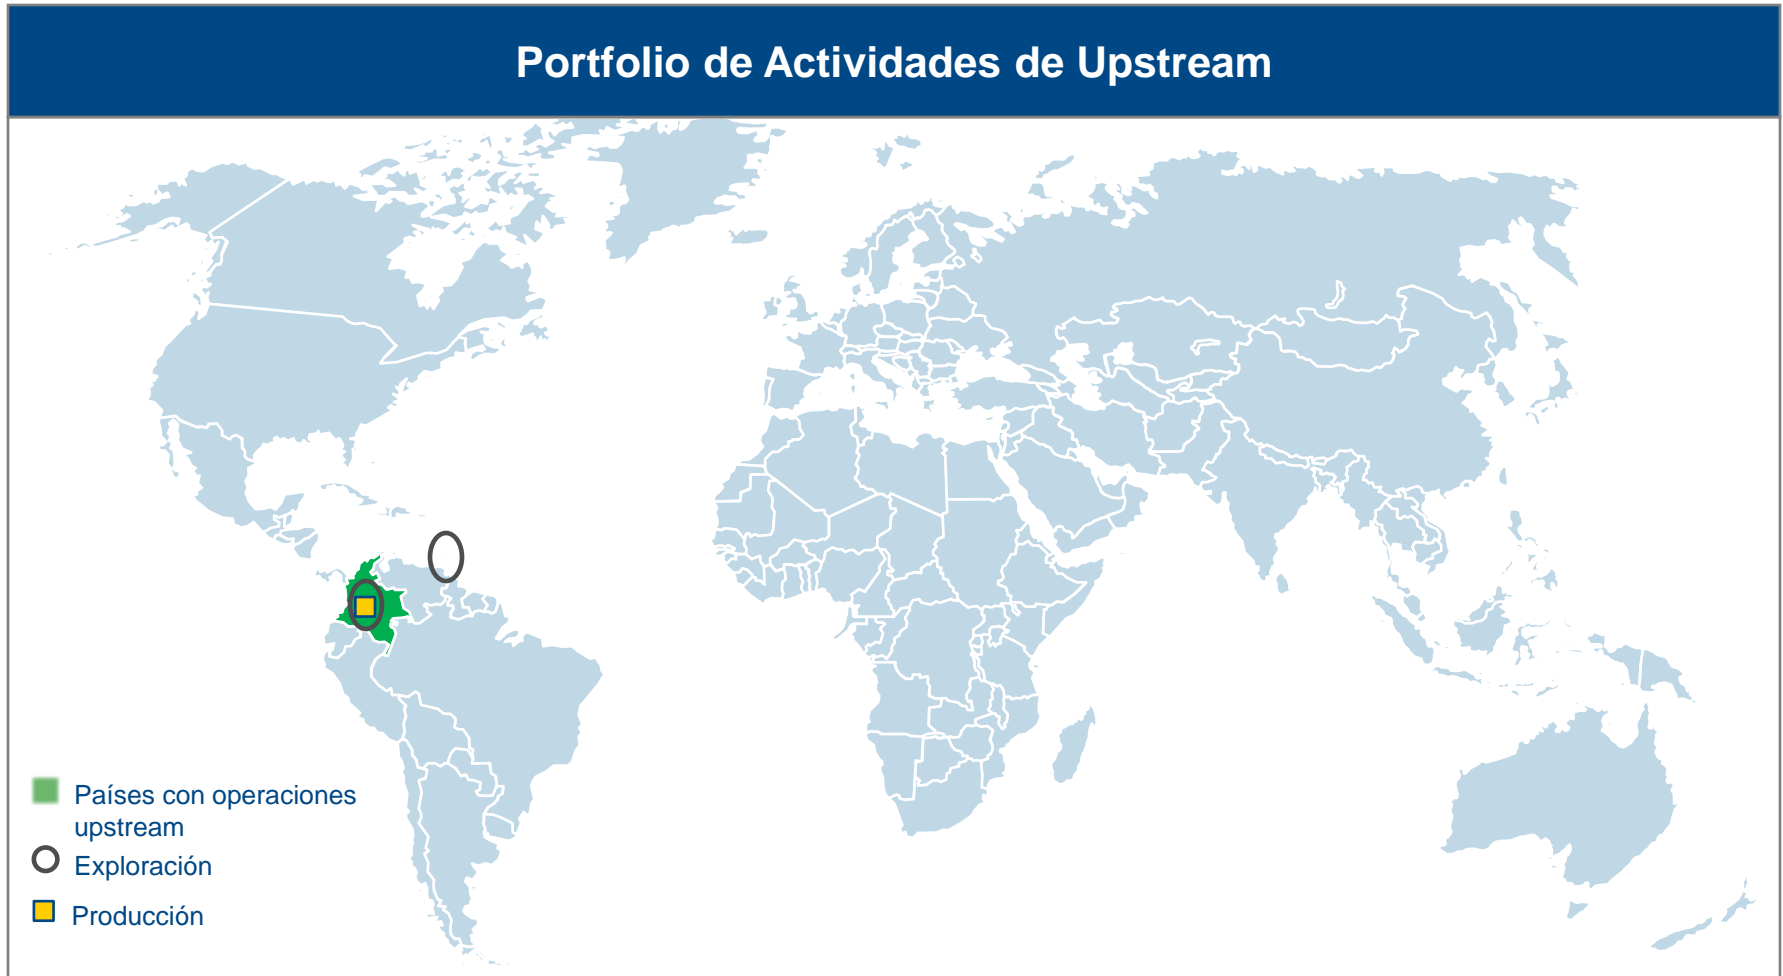 Portfolio de Actividades de Upstream
Países con operaciones
upstream
Exploración
Producción